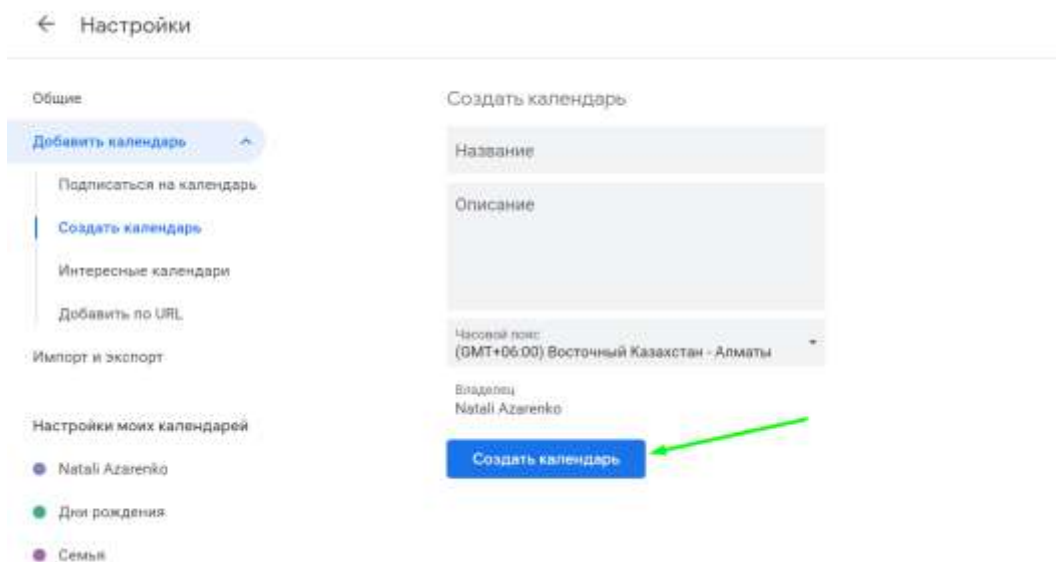 Настройки
Общие
Добавить календарь
Подписаться на календарь
Создать календарь
Интересные календари
Добавить по URL
Импорт и экспорт
Настройки моих календарей
Natali Azarenko
Дни рождения
Семья
Создать календарь
Название
Описание
Часовой пояс
(GMT+06:00) Восточный Казахстан - Алматы
Владелец
Natali Azarenko
Создать календарь